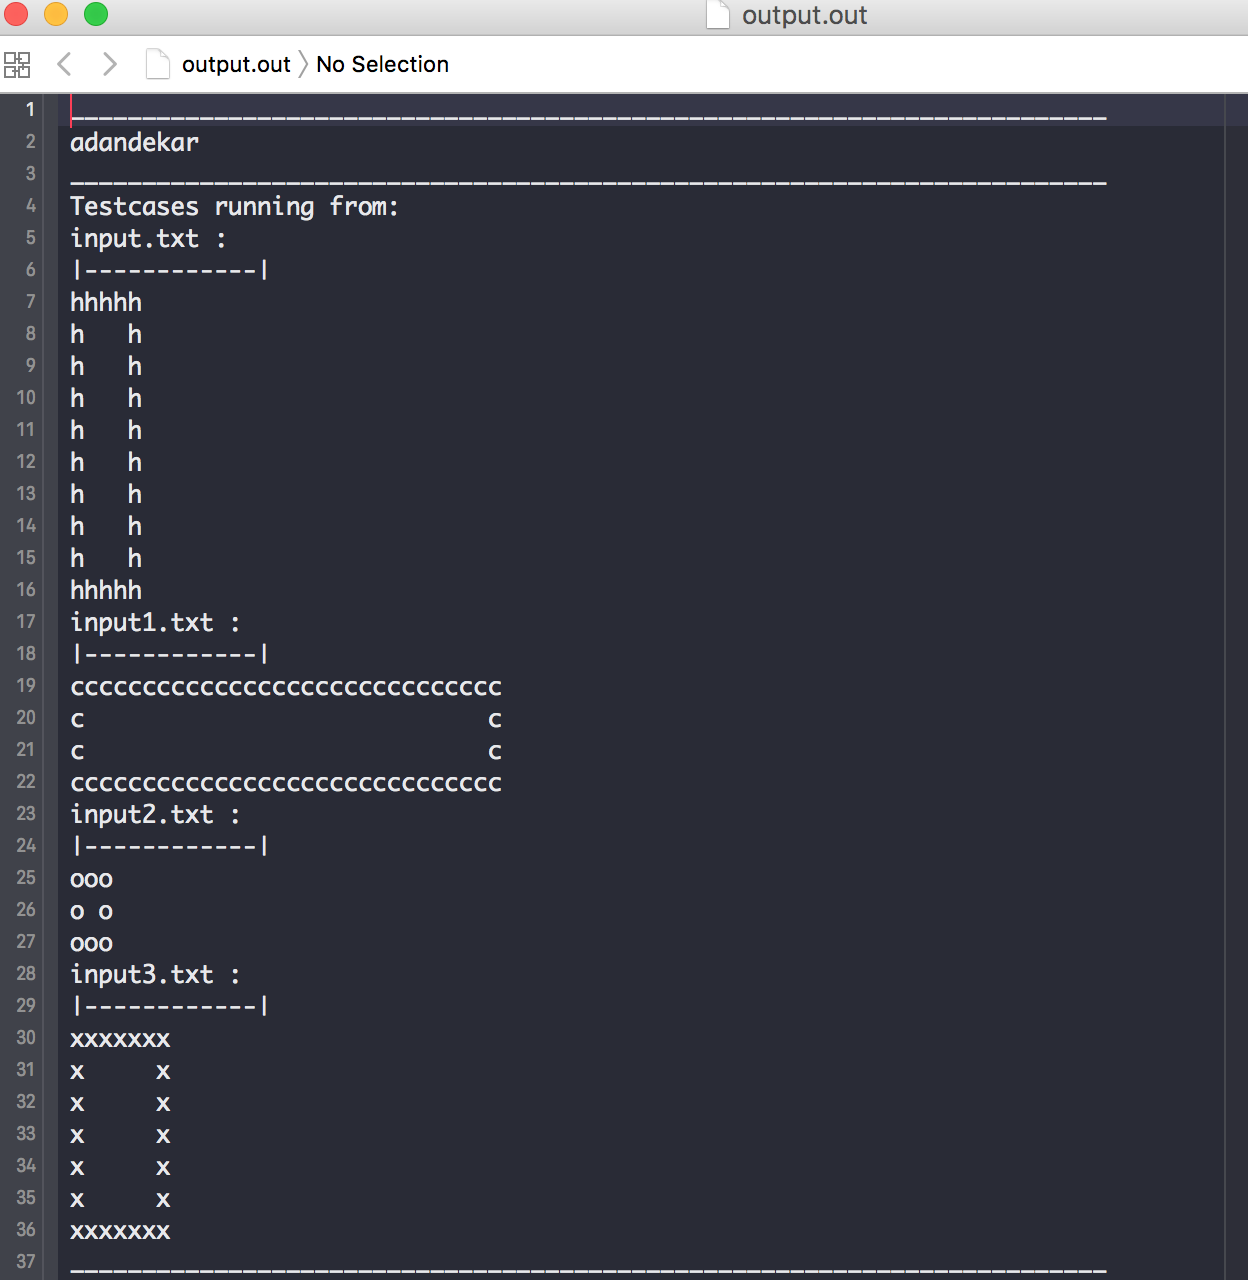 output.out
output.out 〉 No Selection
1 ________________________________________________________________________
2 adandekar
3 ________________________________________________________________________
4 Testcases running from:
5 input.txt :
6 |------------|
7 hhhhh
8 h   h
9 h   h
10 h   h
11 h   h
12 h   h
13 h   h
14 h   h
15 h   h
16 hhhhh
17 input1.txt :
18 |------------|
19 cccccccccccccccccccccccccccccc
20 c                            c
21 c                            c
22 cccccccccccccccccccccccccccccc
23 input2.txt :
24 |------------|
25 ooo
26 o o
27 ooo
28 input3.txt :
29 |------------|
30 xxxxxxx
31 x     x
32 x     x
33 x     x
34 x     x
35 x     x
36 xxxxxxx
37 ________________________________________________________________________